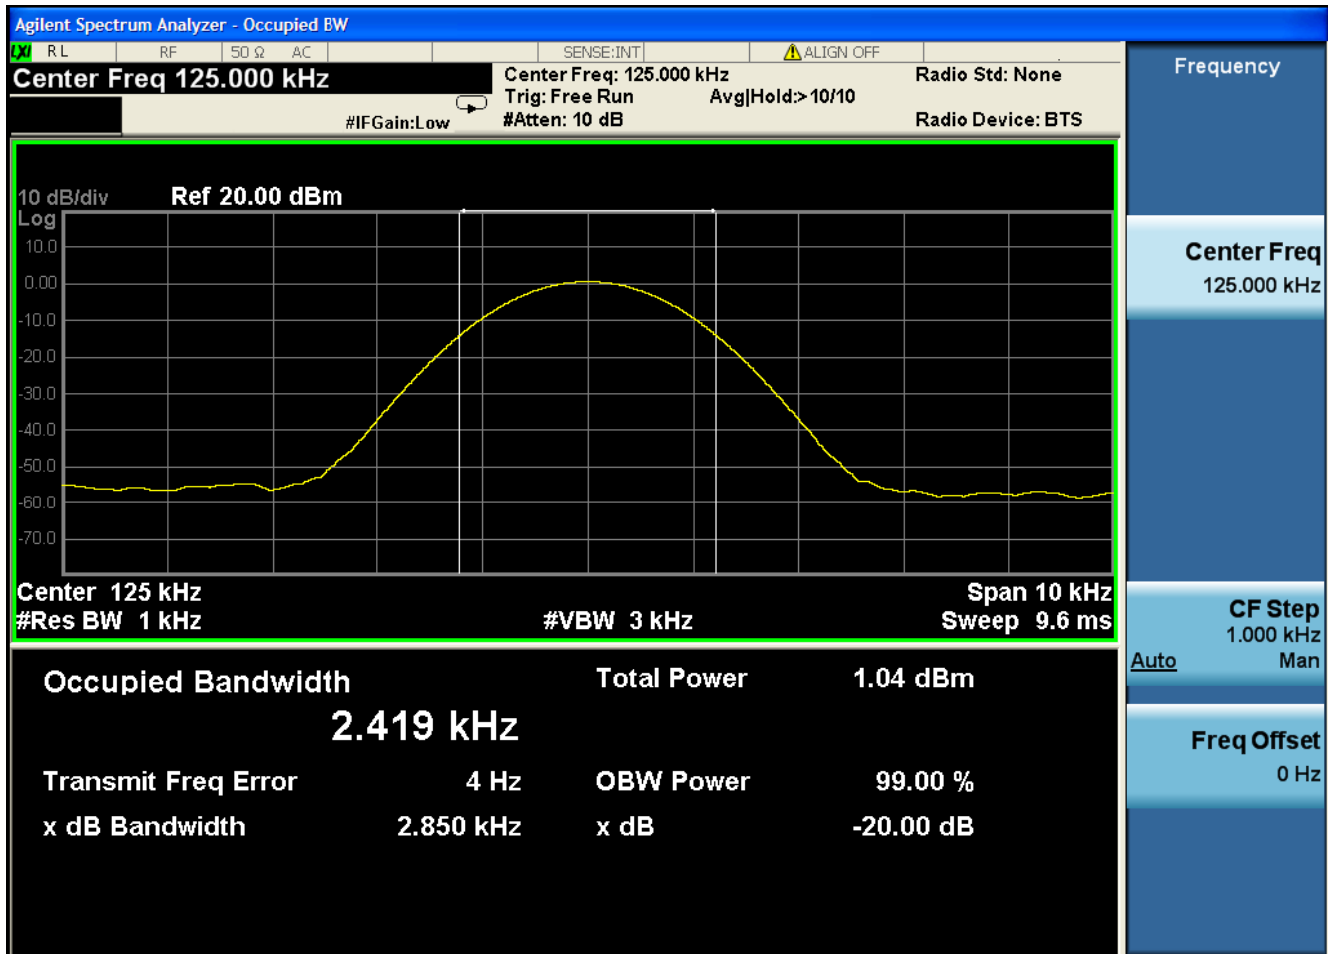 Agilent Spectrum Analyzer - Occupied BW
LXI RL RF 50 Ω AC SENSE:INT ALIGN OFF
Center Freq 125.000 kHz
Center Freq: 125.000 kHz Radio Std: None
Trig: Free Run Avg|Hold:>10/10
#IFGain:Low #Atten: 10 dB Radio Device: BTS
10 dB/div Ref 20.00 dBm
Log
10.0
0.00
-10.0
-20.0
-30.0
-40.0
-50.0
-60.0
-70.0
Center 125 kHz Span 10 kHz
#Res BW 1 kHz #VBW 3 kHz Sweep 9.6 ms
Occupied Bandwidth Total Power 1.04 dBm
2.419 kHz
Transmit Freq Error 4 Hz OBW Power 99.00 %
x dB Bandwidth 2.850 kHz x dB -20.00 dB
Frequency
Center Freq
125.000 kHz
CF Step
1.000 kHz
Auto Man
Freq Offset
0 Hz